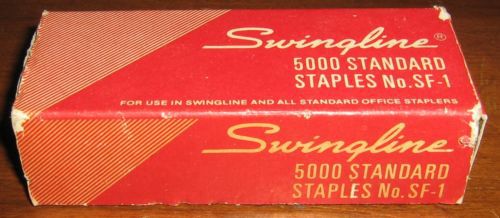 Swingline®
5000 STANDARD
STAPLES No. SF-1
FOR USE IN SWINGLINE AND ALL STANDARD OFFICE STAPLERS
Swingline®
5000 STANDARD
STAPLES No. SF-1